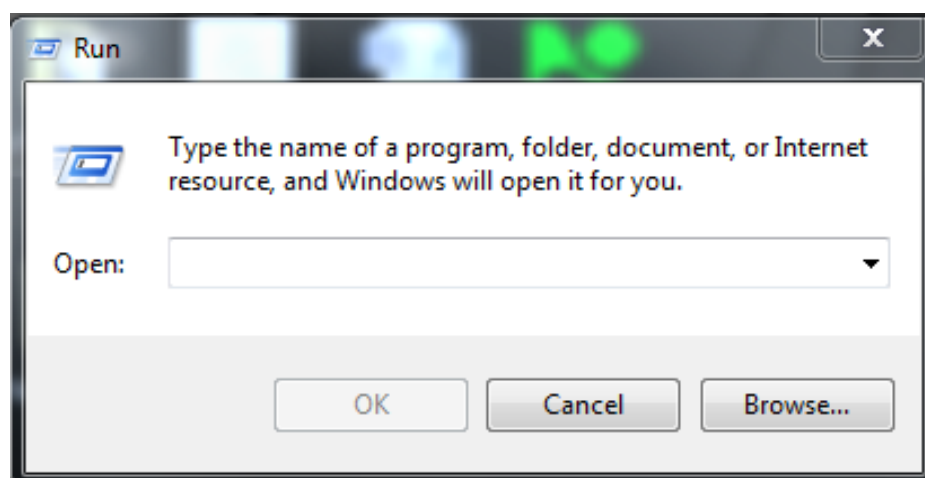 Run
Type the name of a program, folder, document, or Internet
resource, and Windows will open it for you.
Open:
OK Cancel Browse...